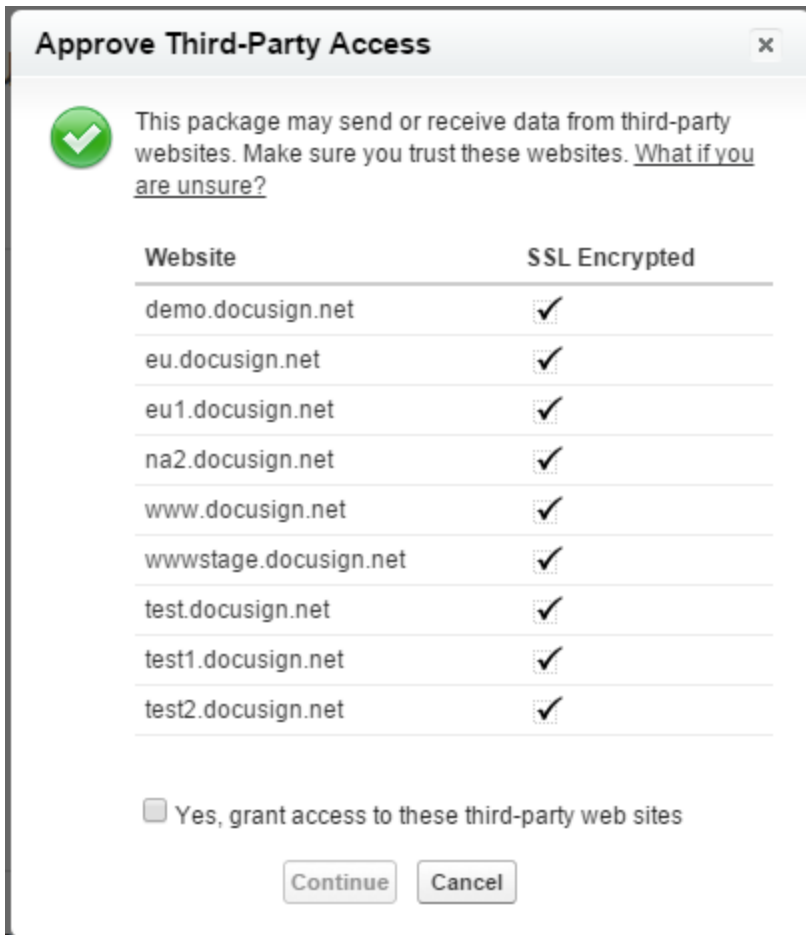 Approve Third-Party Access
This package may send or receive data from third-party
websites. Make sure you trust these websites. What if you
are unsure?
Website SSL Encrypted
demo.docusign.net
eu.docusign.net
eu1.docusign.net
na2.docusign.net
www.docusign.net
wwwstage.docusign.net
test.docusign.net
test1.docusign.net
test2.docusign.net
Yes, grant access to these third-party web sites
Continue Cancel